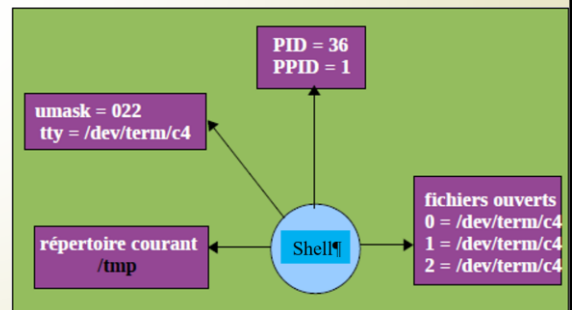 PID = 36
PPID = 1
umask = 022
tty = /dev/term/c4
fichiers ouverts
0 = /dev/term/c4
1 = /dev/term/c4
2 = /dev/term/c4
répertoire courant
/tmp
Shell¶